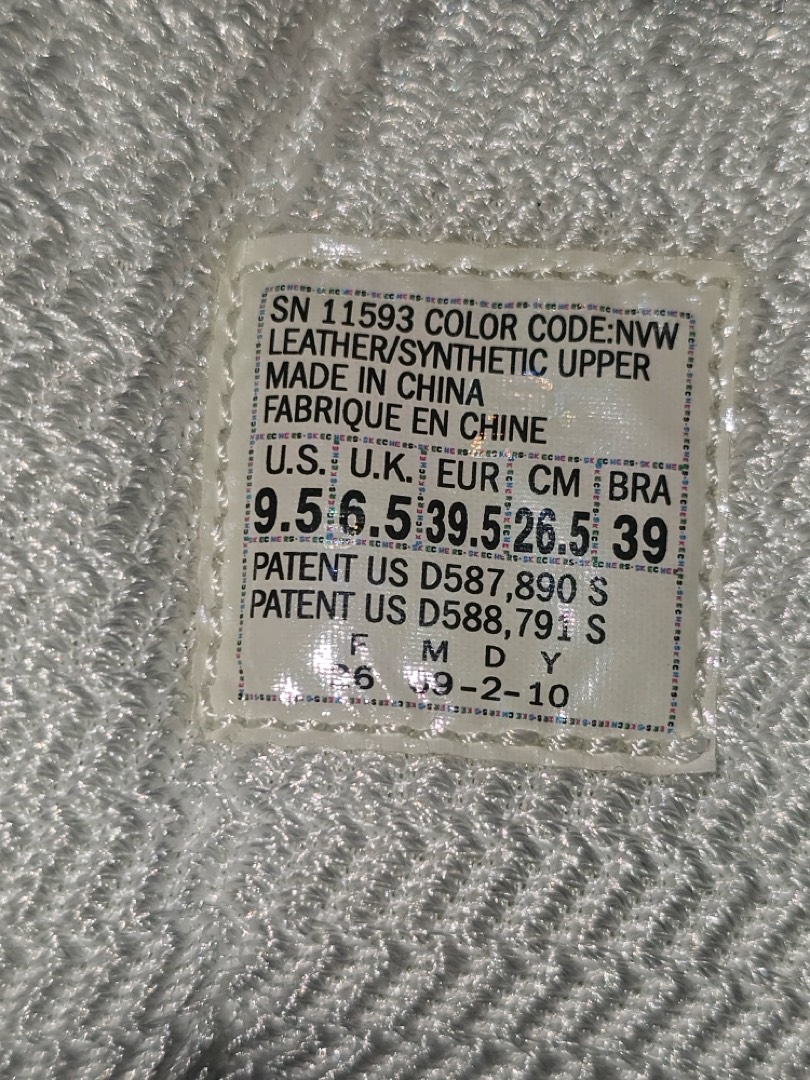 SN 11593 COLOR CODE:NVW
LEATHER/SYNTHETIC UPPER
MADE IN CHINA
FABRIQUE EN CHINE
U.S. U.K. EUR CM BRA
9.5 6.5 39.5 26.5 39
PATENT US D587,890 S
PATENT US D588,791 S
F M D Y
26 09-2-10